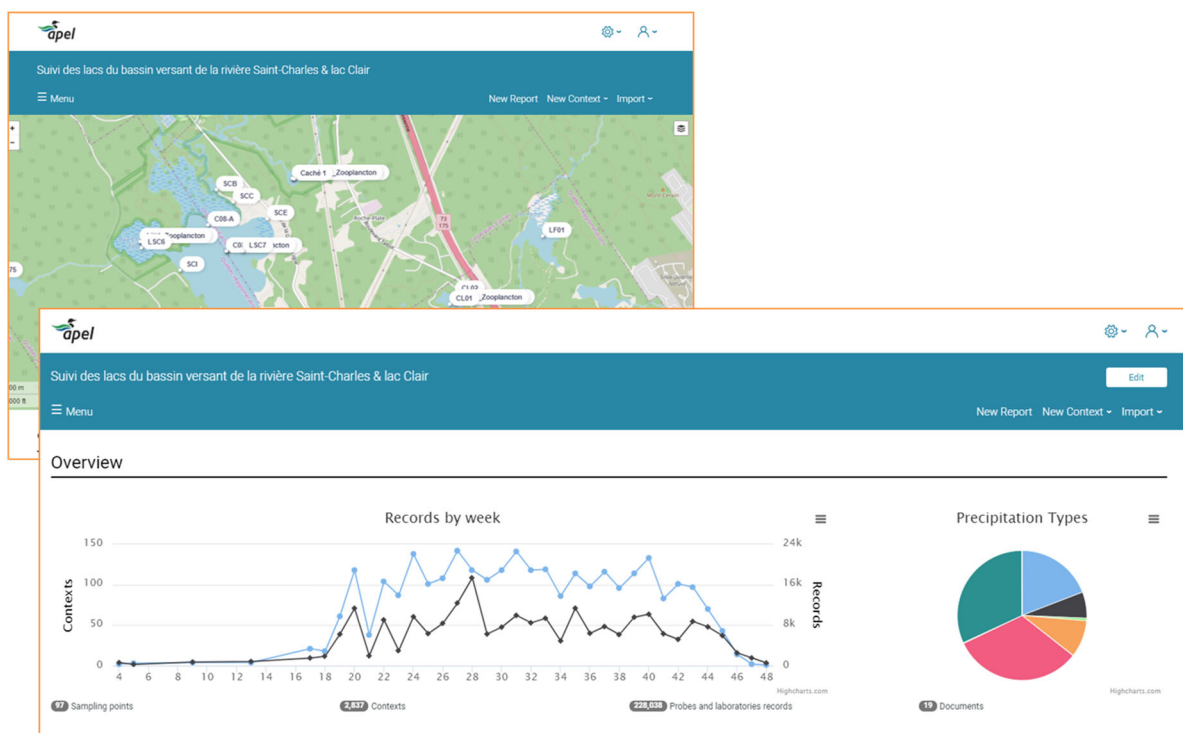 apel
Suivi des lacs du bassin versant de la rivière Saint-Charles & lac Clair
☰ Menu
New Report New Context Import
+
−
Caché 1 _Zooplancton
SCB
SCC
SCE
C08-A
Roche-Plate
73
175
LF01
Zooplancton
LSC6
LSC7
SCI
75
CL02
CL01 _Zooplancton
apel
Suivi des lacs du bassin versant de la rivière Saint-Charles & lac Clair
Edit
☰ Menu
New Report New Context Import
Overview
Records by week
150
100
50
0
Contexts
24k
16k
8k
0
Records
4 6 8 10 12 14 16 18 20 22 24 26 28 30 32 34 36 38 40 42 44 46 48
Highcharts.com
97 Sampling points
2,837 Contexts
228,038 Probes and laboratories records
Precipitation Types
Highcharts.com
19 Documents